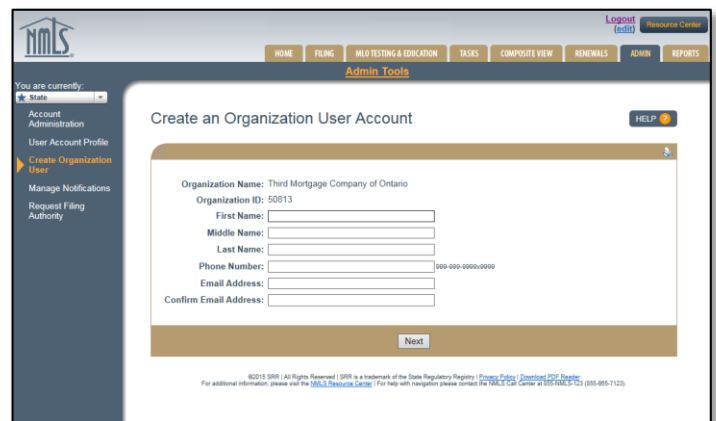 Logout
(edit)
Resource Center
NMLS
HOME FILING MLO TESTING & EDUCATION TASKS COMPOSITE VIEW RENEWALS ADMIN REPORTS
Admin Tools
You are currently:
State
Account
Administration
User Account Profile
Create Organization
User
Manage Notifications
Request Filing
Authority
Create an Organization User Account
HELP ?
Organization Name: Third Mortgage Company of Ontario
Organization ID: 50813
First Name:
Middle Name:
Last Name:
Phone Number: 999-999-9999x9999
Email Address:
Confirm Email Address:
Next
©2015 SRR | All Rights Reserved | SRR is a trademark of the State Regulatory Registry | Privacy Policy | Download PDF Reader
For additional information, please visit the NMLS Resource Center | For help with navigation please contact the NMLS Call Center at 855-NMLS-123 (855-665-7123).